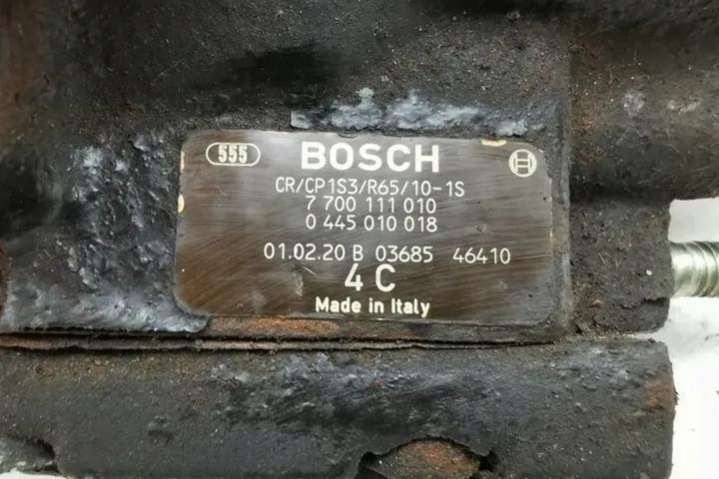 555 BOSCH
CR/CP1S3/R65/10-1S
7 700 111 010
0 445 010 018
01.02.20 B 03685 46410
4 C
Made in Italy